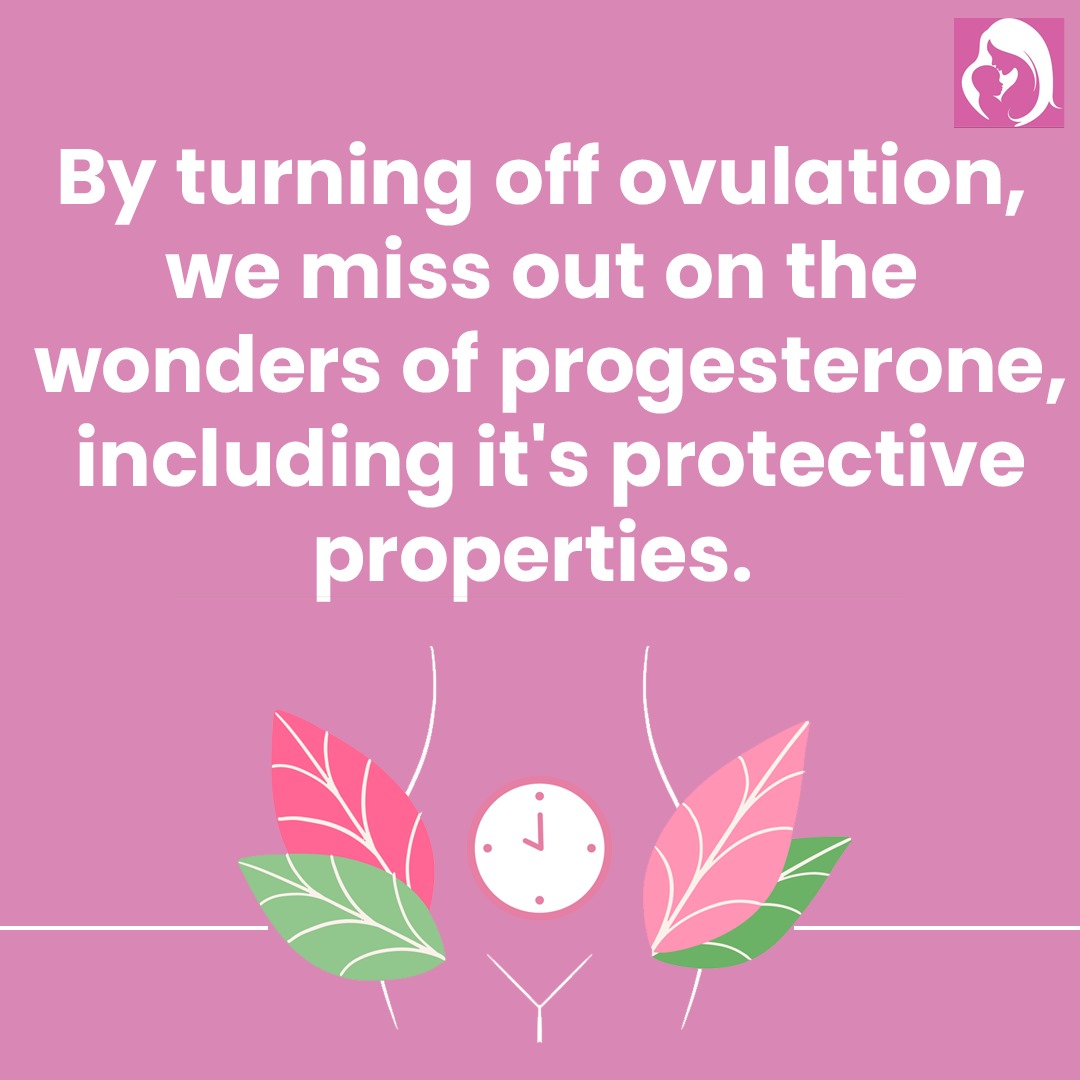 By turning off ovulation,
we miss out on the
wonders of progesterone,
including it's protective
properties.